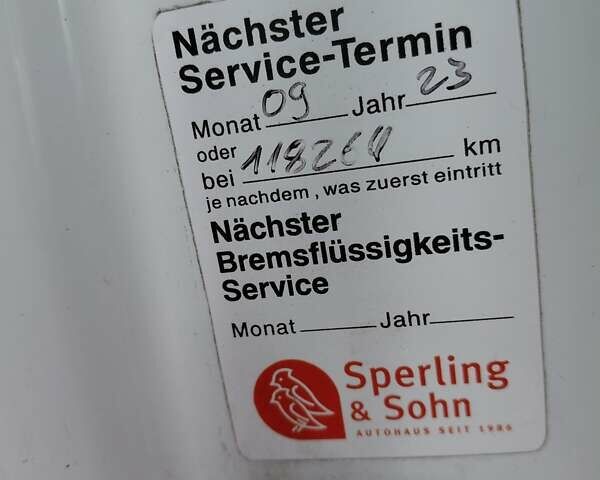 Nächster
Service-Termin
Monat 09 Jahr 23
oder
bei km
je nachdem, was zuerst eintritt
Nächster
Bremsflüssigkeits-
Service
Monat Jahr
Sperling
& Sohn
AUTOHAUS SEIT 1986